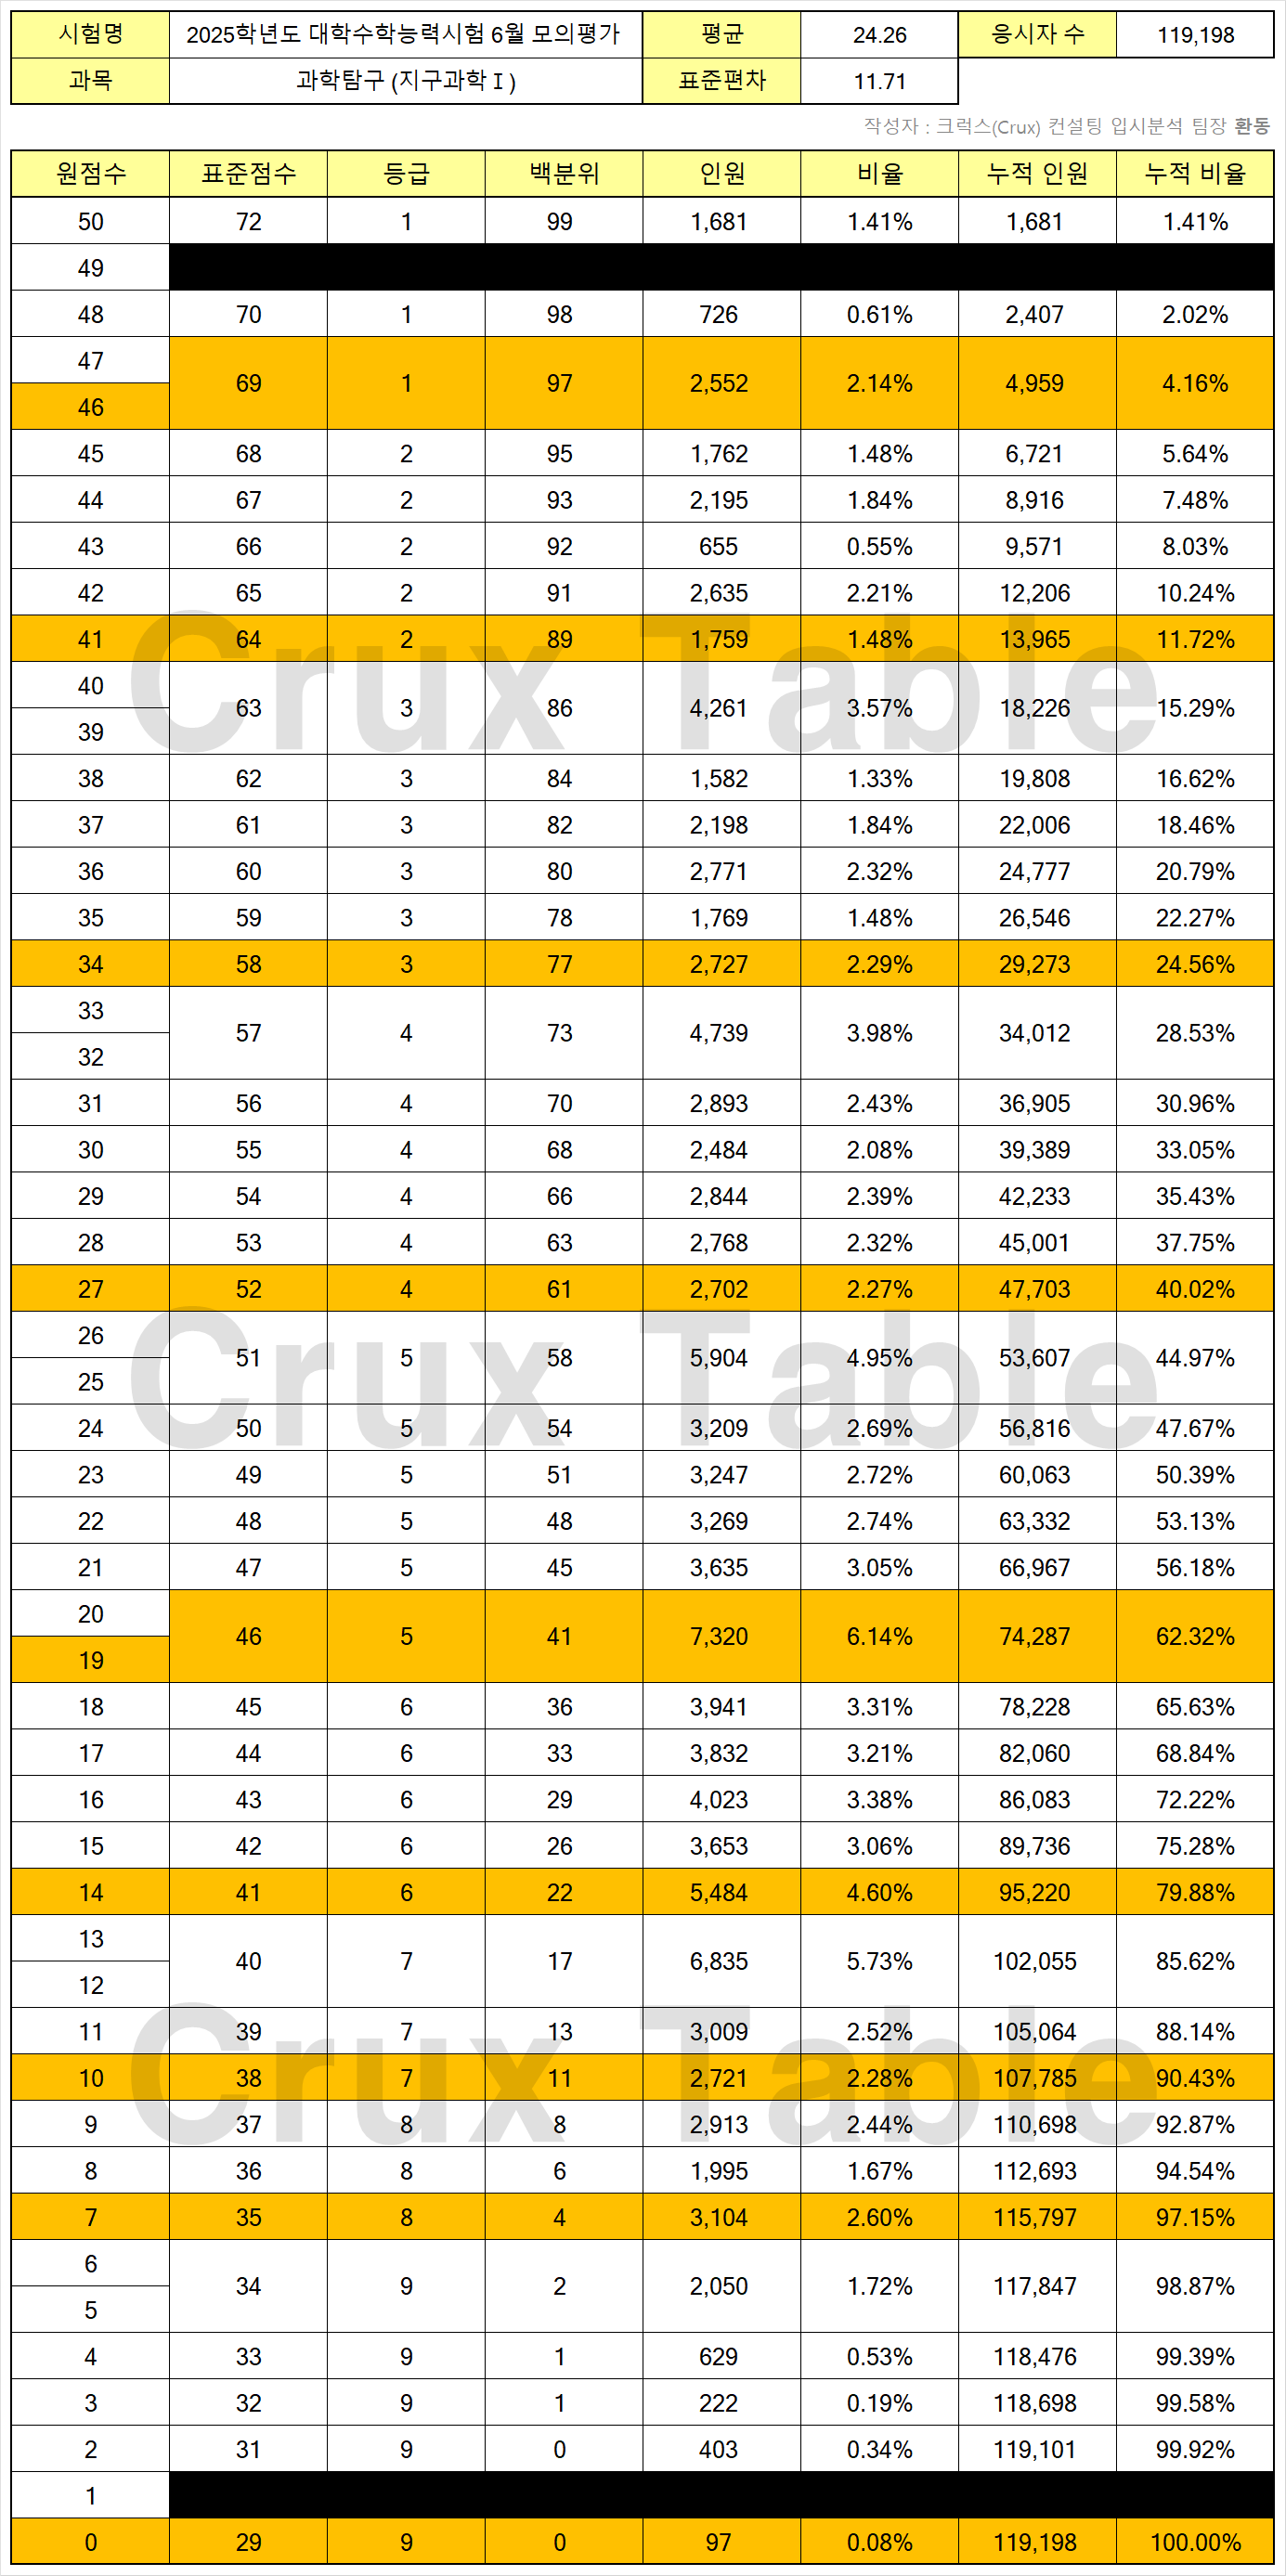 시험명 2025학년도 대학수학능력시험 6월 모의평가 평균 24.26 응시자 수 119,198
과목 과학탐구 (지구과학 I) 표준편차 11.71
작성자 : 크럭스(Crux) 컨설팅 입시분석 팀장 환동
원점수 표준점수 등급 백분위 인원 비율 누적 인원 누적 비율
50 72 1 99 1,681 1.41% 1,681 1.41%
49
48 70 1 98 726 0.61% 2,407 2.02%
47
69 1 97 2,552 2.14% 4,959 4.16%
46
45 68 2 95 1,762 1.48% 6,721 5.64%
44 67 2 93 2,195 1.84% 8,916 7.48%
43 66 2 92 655 0.55% 9,571 8.03%
42 65 2 91 2,635 2.21% 12,206 10.24%
Crux Table
41 64 2 89 1,759 1.48% 13,965 11.72%
40
63 3 86 4,261 3.57% 18,226 15.29%
39
38 62 3 84 1,582 1.33% 19,808 16.62%
37 61 3 82 2,198 1.84% 22,006 18.46%
36 60 3 80 2,771 2.32% 24,777 20.79%
35 59 3 78 1,769 1.48% 26,546 22.27%
34 58 3 77 2,727 2.29% 29,273 24.56%
33
57 4 73 4,739 3.98% 34,012 28.53%
32
31 56 4 70 2,893 2.43% 36,905 30.96%
30 55 4 68 2,484 2.08% 39,389 33.05%
29 54 4 66 2,844 2.39% 42,233 35.43%
28 53 4 63 2,768 2.32% 45,001 37.75%
27 52 4 61 2,702 2.27% 47,703 40.02%
Crux Table
26
51 5 58 5,904 4.95% 53,607 44.97%
25
24 50 5 54 3,209 2.69% 56,816 47.67%
23 49 5 51 3,247 2.72% 60,063 50.39%
22 48 5 48 3,269 2.74% 63,332 53.13%
21 47 5 45 3,635 3.05% 66,967 56.18%
20
46 5 41 7,320 6.14% 74,287 62.32%
19
18 45 6 36 3,941 3.31% 78,228 65.63%
17 44 6 33 3,832 3.21% 82,060 68.84%
16 43 6 29 4,023 3.38% 86,083 72.22%
15 42 6 26 3,653 3.06% 89,736 75.28%
14 41 6 22 5,484 4.60% 95,220 79.88%
13
40 7 17 6,835 5.73% 102,055 85.62%
12
11 39 7 13 3,009 2.52% 105,064 88.14%
Crux Table
10 38 7 11 2,721 2.28% 107,785 90.43%
9 37 8 8 2,913 2.44% 110,698 92.87%
8 36 8 6 1,995 1.67% 112,693 94.54%
7 35 8 4 3,104 2.60% 115,797 97.15%
6
34 9 2 2,050 1.72% 117,847 98.87%
5
4 33 9 1 629 0.53% 118,476 99.39%
3 32 9 1 222 0.19% 118,698 99.58%
2 31 9 0 403 0.34% 119,101 99.92%
1
0 29 9 0 97 0.08% 119,198 100.00%